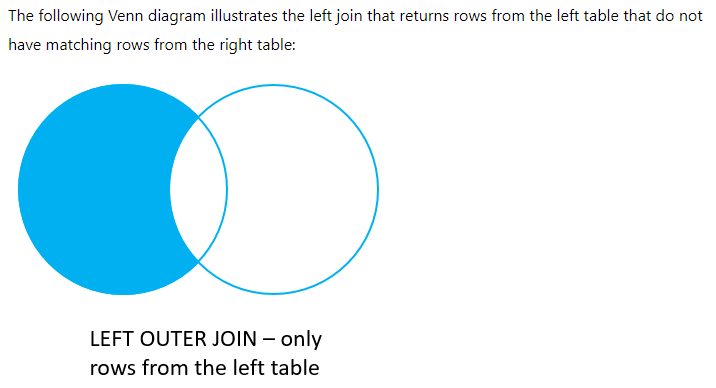 The following Venn diagram illustrates the left join that returns rows from the left table that do not
have matching rows from the right table:
LEFT OUTER JOIN – only
rows from the left table